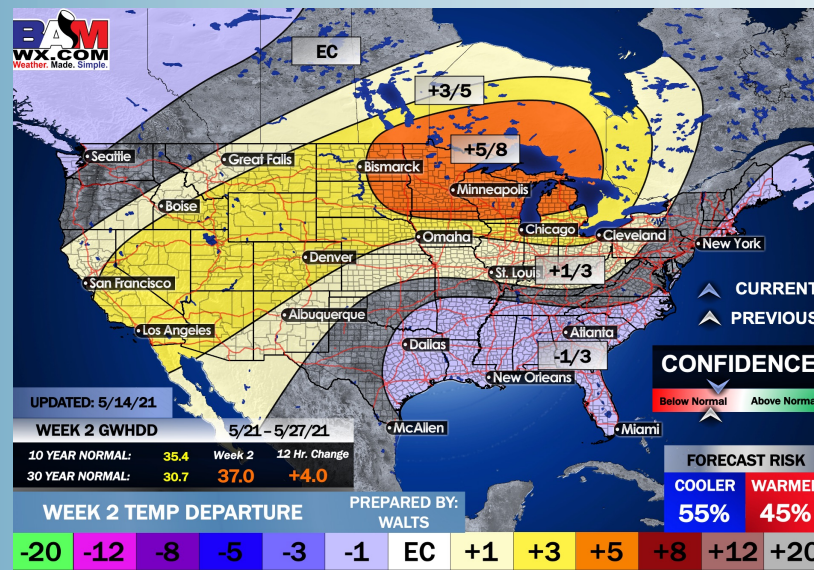 BAM
WX.COM
Weather. Made. Simple.
EC
+3/5
+5/8
Seattle
Great Falls
Bismarck
Minneapolis
Boise
Omaha
Chicago
Cleveland
New York
Denver
San Francisco
St. Louis
+1/3
CURRENT
PREVIOUS
Albuquerque
Los Angeles
Atlanta
Dallas
-1/3
New Orleans
CONFIDENCE
Below Normal
Above Norma
McAllen
Miami
UPDATED: 5/14/21
WEEK 2 GWHDD 5/21 – 5/27/21
10 YEAR NORMAL: 35.4 Week 2 12 Hr. Change
30 YEAR NORMAL: 30.7 37.0 +4.0
FORECAST RISK
COOLER WARME
55% 45%
WEEK 2 TEMP DEPARTURE
PREPARED BY:
WALTS
-20 -12 -8 -5 -3 -1 EC +1 +3 +5 +8 +12 +20